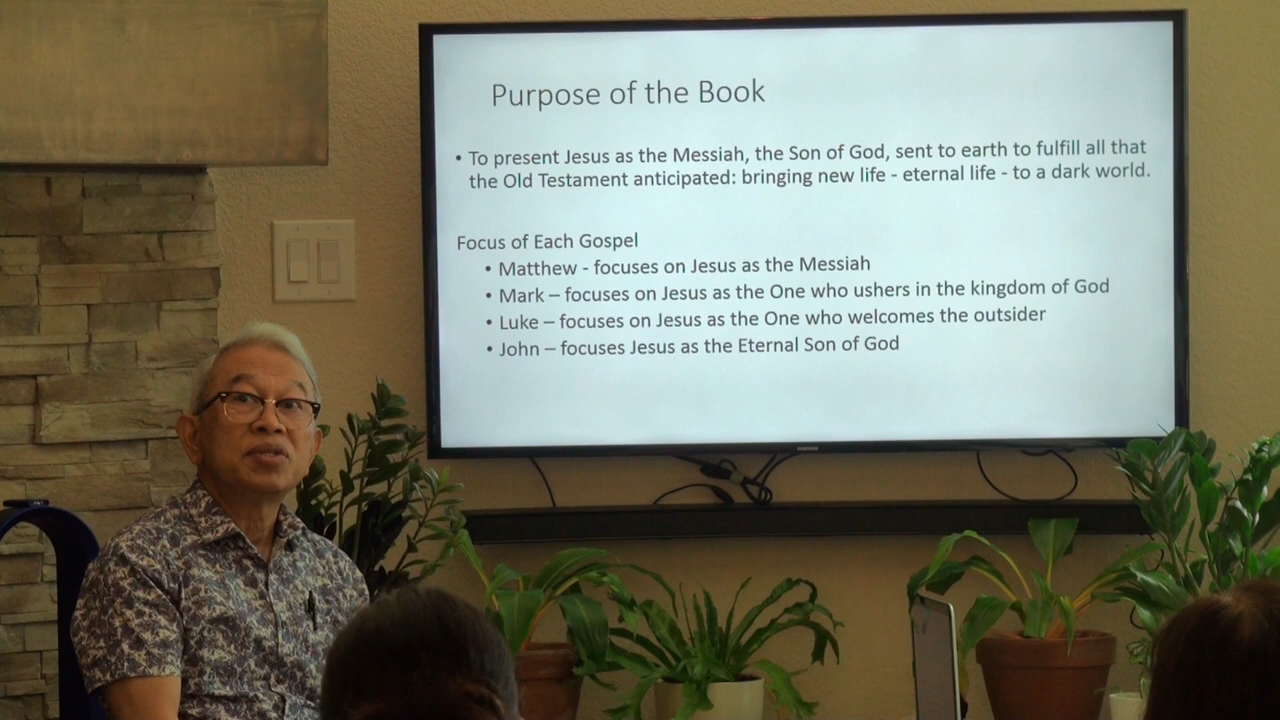 Purpose of the Book
• To present Jesus as the Messiah, the Son of God, sent to earth to fulfill all that
the Old Testament anticipated: bringing new life - eternal life - to a dark world.
Focus of Each Gospel
• Matthew - focuses on Jesus as the Messiah
• Mark – focuses on Jesus as the One who ushers in the kingdom of God
• Luke – focuses on Jesus as the One who welcomes the outsider
• John – focuses Jesus as the Eternal Son of God
SAMSUNG